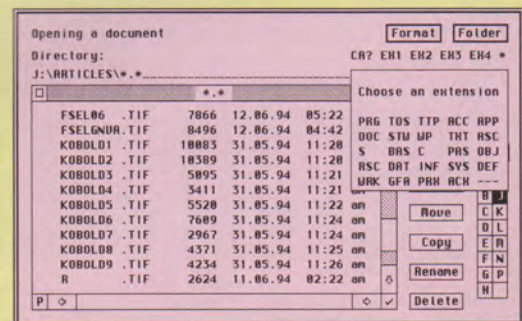 Opening a document
Format Folder
Directory:
CA? EX1 EX2 EX3 EX4 *
J:\ARTICLES\*.*
*.*
FSEL06 .TIF 7866 12.06.94 05:22
FSELGNVA.TIF 8496 12.06.94 04:42
KOBOLD1 .TIF 10083 31.05.94 11:20
KOBOLD2 .TIF 10389 31.05.94 11:20
KOBOLD3 .TIF 5095 31.05.94 11:21
KOBOLD4 .TIF 3411 31.05.94 11:21
KOBOLD5 .TIF 5520 31.05.94 11:22 am
KOBOLD6 .TIF 7609 31.05.94 11:24 am
KOBOLD7 .TIF 2967 31.05.94 11:24 am
KOBOLD8 .TIF 4371 31.05.94 11:25 am
KOBOLD9 .TIF 4234 31.05.94 11:26 am
R .TIF 2624 11.06.94 02:22 am
Choose an extension
PRG TOS TTP ACC APP
DOC STW WP TXT RSC
S BAS C PAS OBJ
RSC DAT INF SYS DEF
WRK GFA PRX ACX ---
B J
Move
C K
D L
Copy
E M
F N
Rename
G P
H
P
Delete